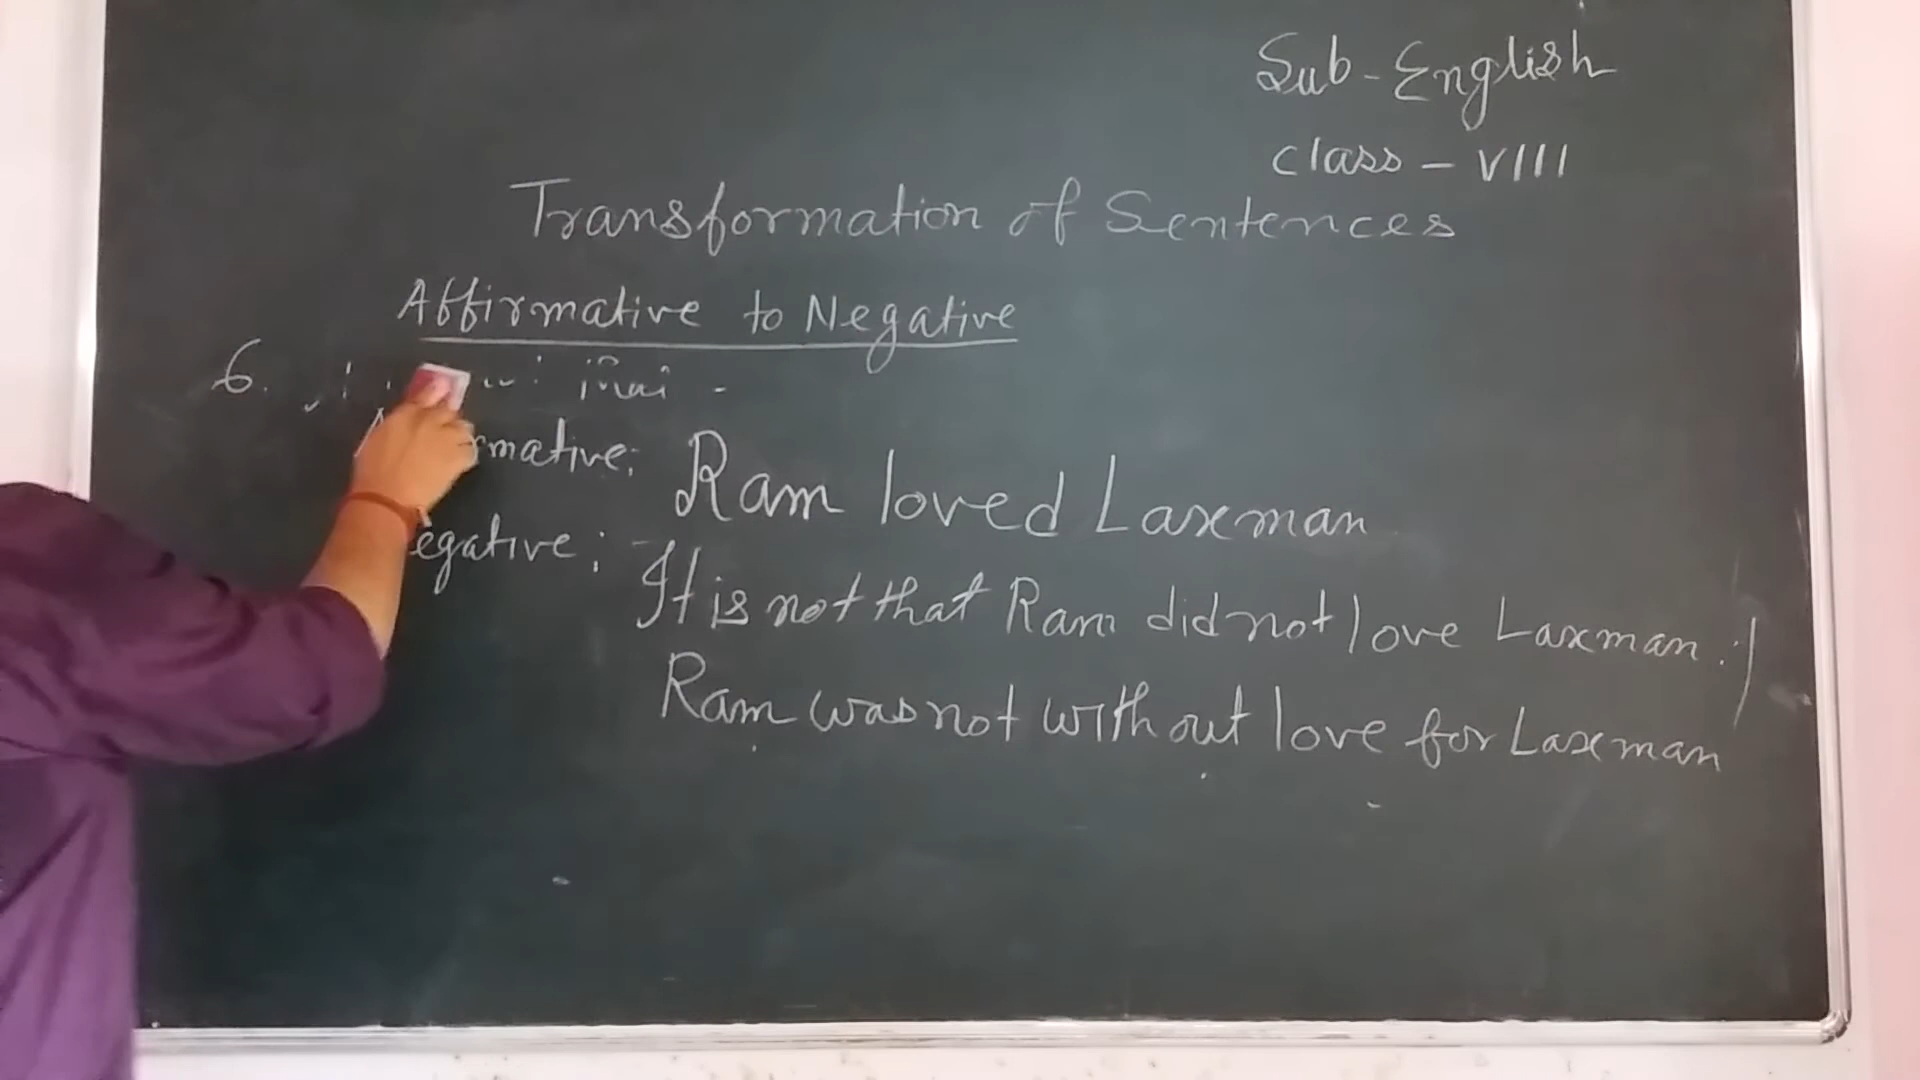 Sub - English
Class - VIII
Transformation of Sentences
Affirmative to Negative
6.
rmative: Ram loved Laxman
egative: It is not that Ram did not love Laxman. /
Ram was not without love for Laxman